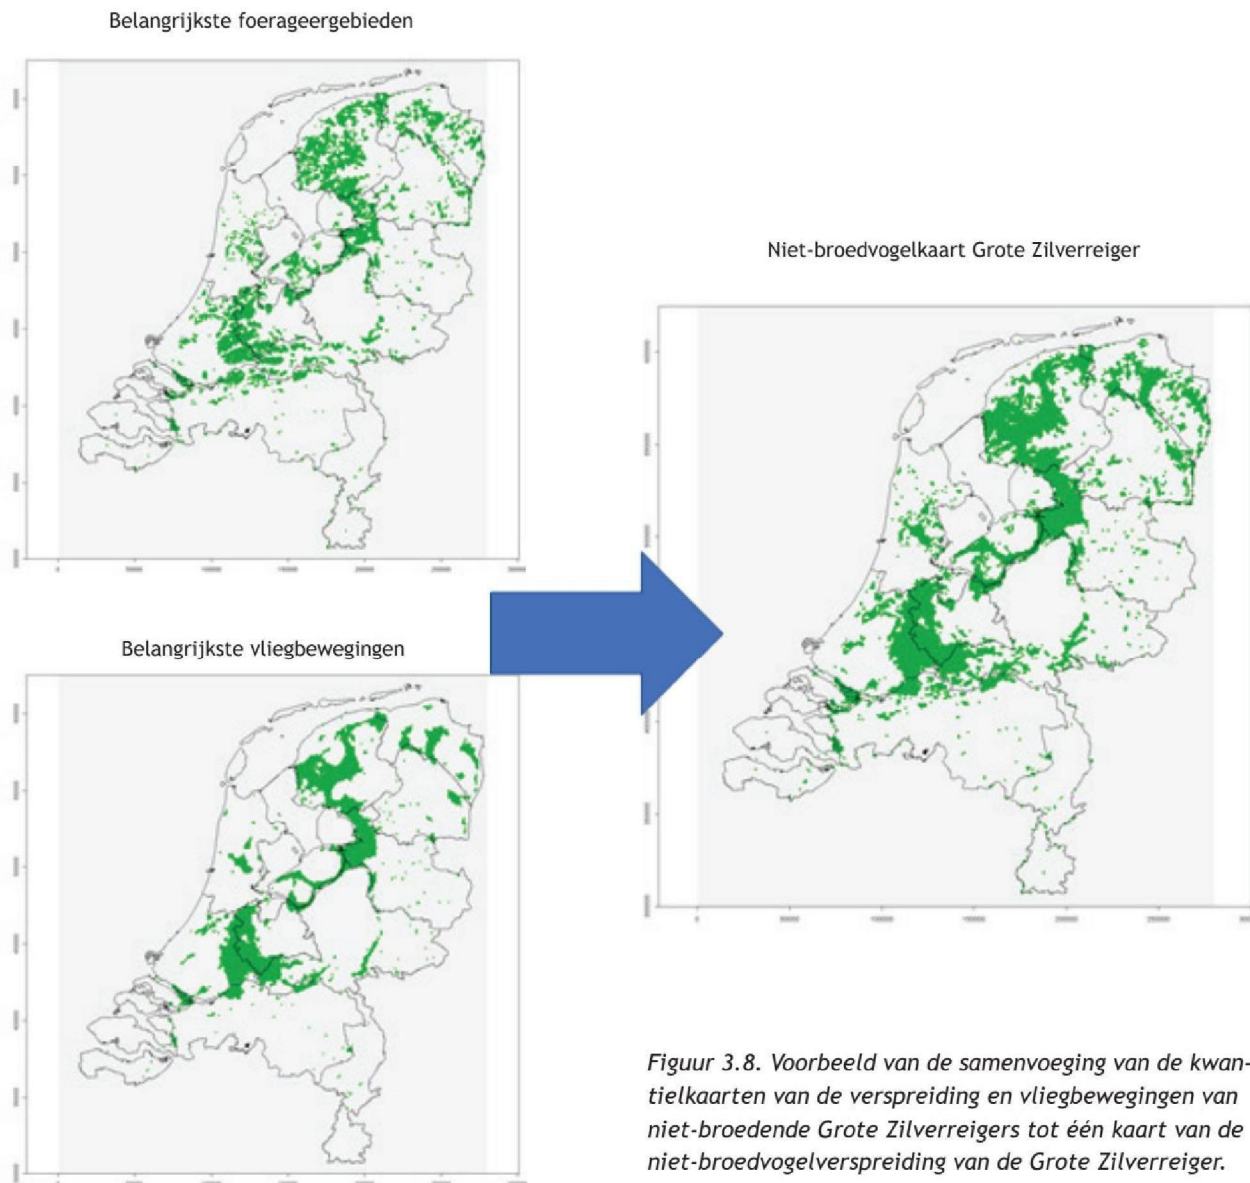 Belangrijkste foerageergebieden
Niet-broedvogelkaart Grote Zilverreiger
Belangrijkste vliegbewegingen
Figuur 3.8. Voorbeeld van de samenvoeging van de kwan-
tielkaarten van de verspreiding en vliegbewegingen van
niet-broedende Grote Zilverreigers tot één kaart van de
niet-broedvogelverspreiding van de Grote Zilverreiger.